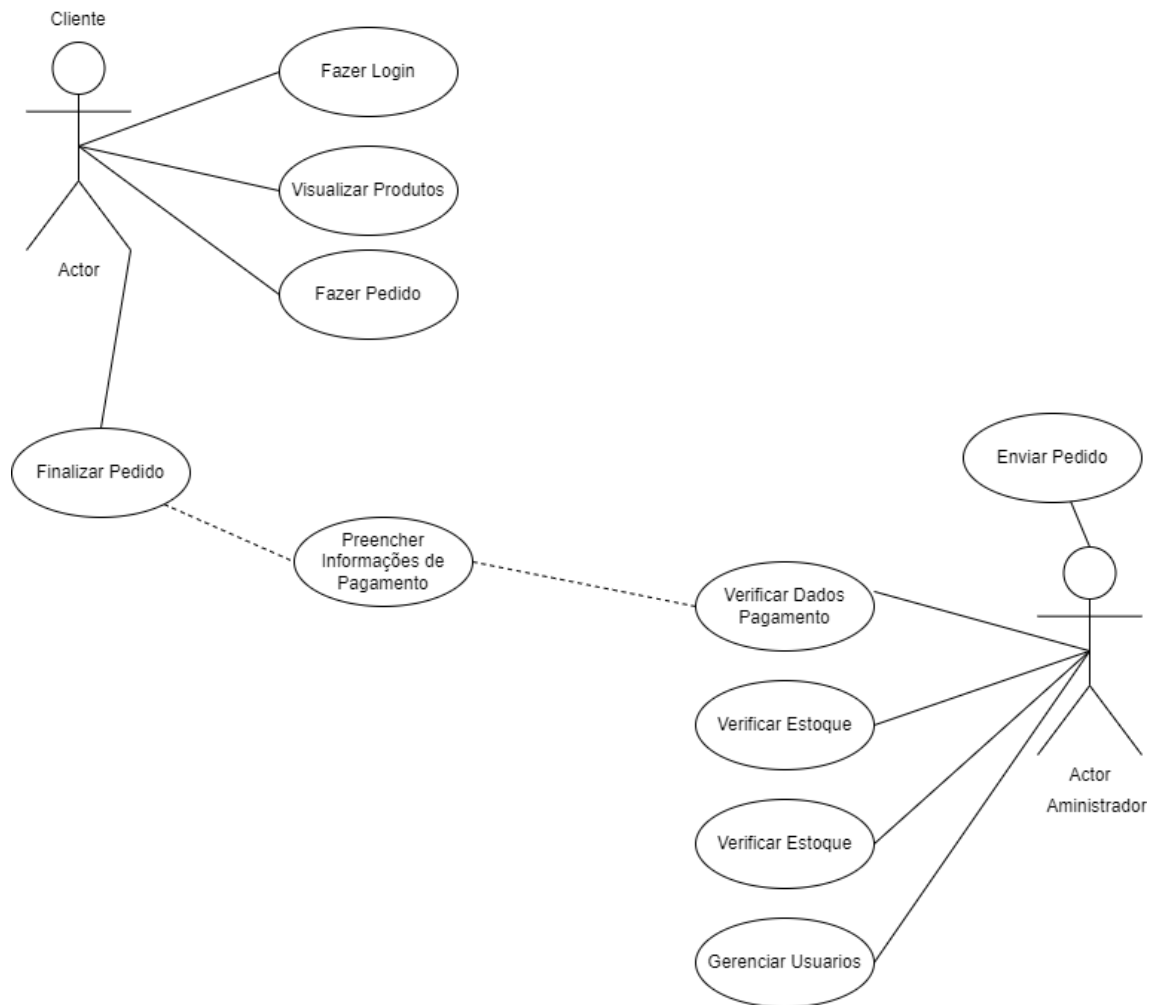 Cliente
Fazer Login
Visualizar Produtos
Actor
Fazer Pedido
Finalizar Pedido
Enviar Pedido
Preencher
Informações de
Pagamento
Verificar Dados
Pagamento
Verificar Estoque
Actor
Aministrador
Verificar Estoque
Gerenciar Usuarios